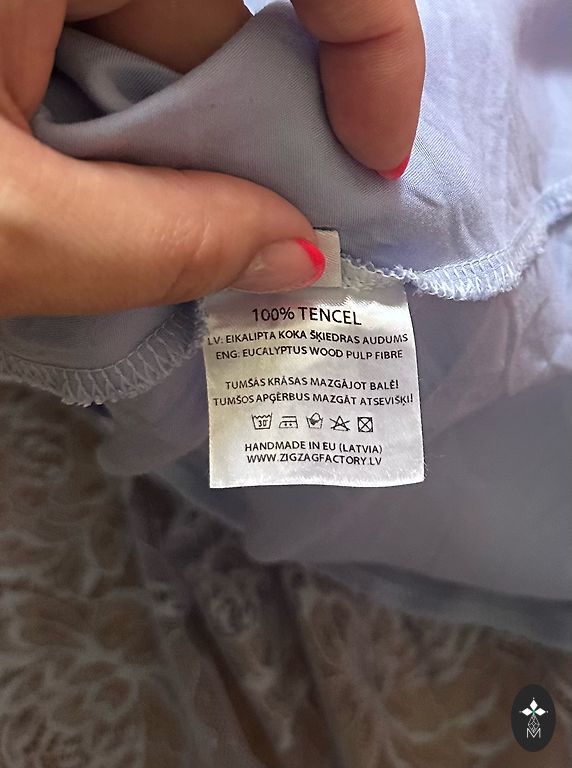 100% TENCEL
LV: EIKALIPTA KOKA ŠĶIEDRAS AUDUMS
ENG: EUCALYPTUS WOOD PULP FIBRE
TUMŠĀS KRĀSAS MAZGĀJOT BALĒ!
TUMŠOS APĢĒRBUS MAZGĀT ATSEVIŠĶI!
30°
HANDMADE IN EU (LATVIA)
WWW.ZIGZAGFACTORY.LV
M